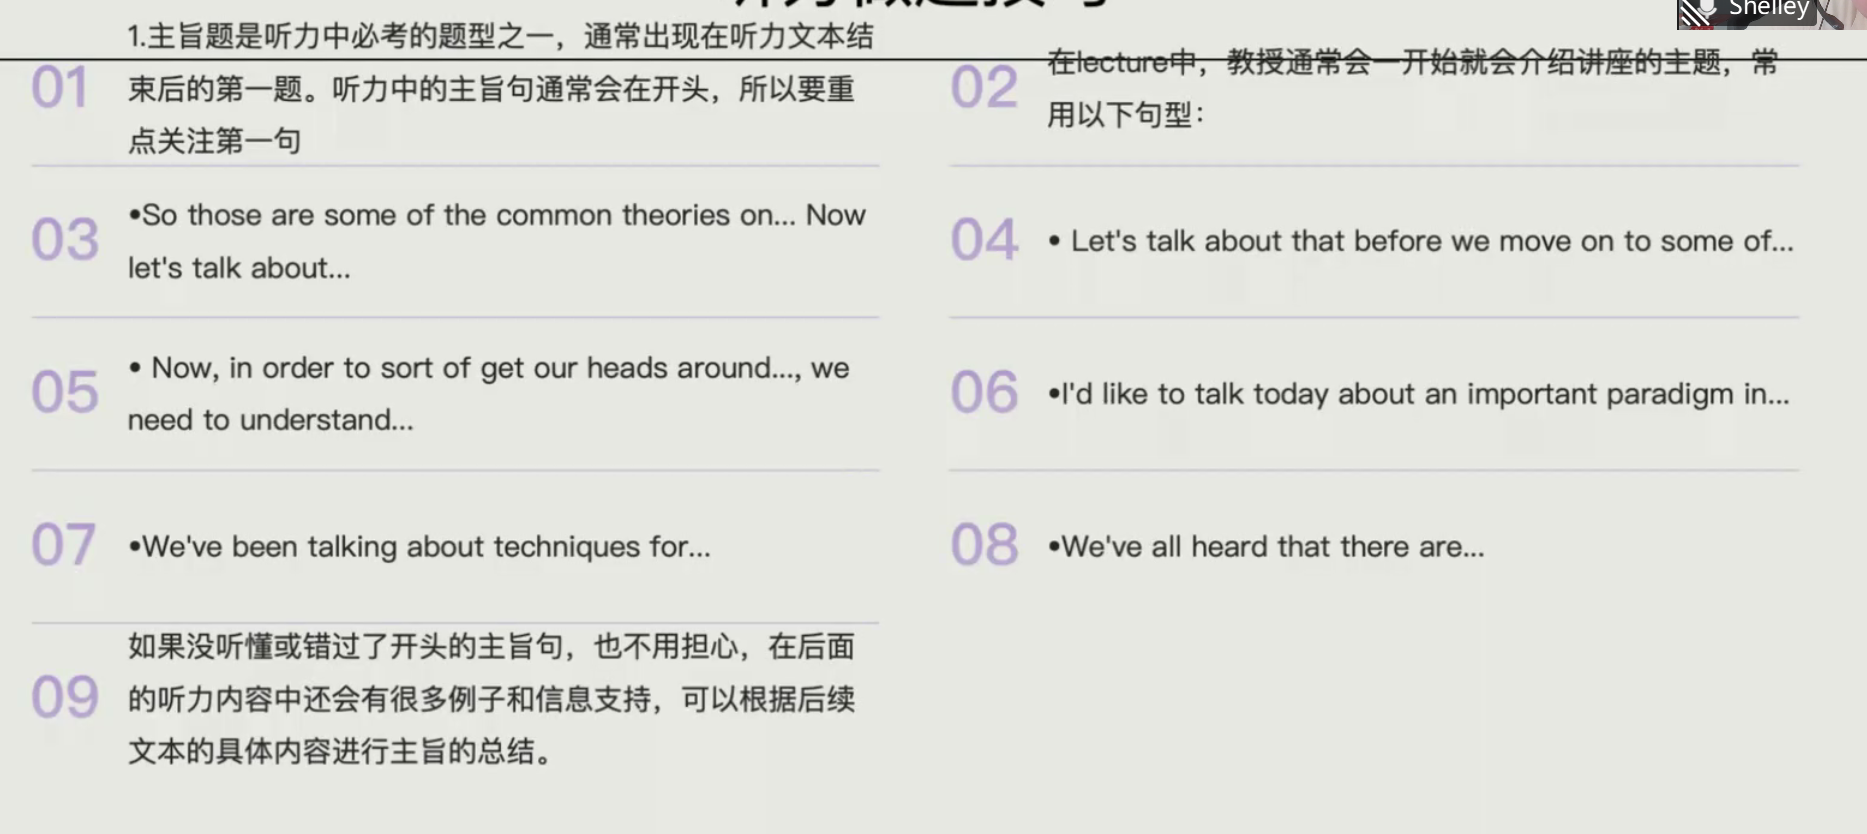 Shelley
01
1.主旨题是听力中必考的题型之一，通常出现在听力文本结
束后的第一题。听力中的主旨句通常会在开头，所以要重
点关注第一句
02
在lecture中，教授通常会一开始就会介绍讲座的主题，常
用以下句型：
03
•So those are some of the common theories on... Now
let's talk about...
04
• Let's talk about that before we move on to some of...
05
• Now, in order to sort of get our heads around..., we
need to understand...
06
•I'd like to talk today about an important paradigm in...
07
•We've been talking about techniques for...
08
•We've all heard that there are...
09
如果没听懂或错过了开头的主旨句，也不用担心，在后面
的听力内容中还会有很多例子和信息支持，可以根据后续
文本的具体内容进行主旨的总结。